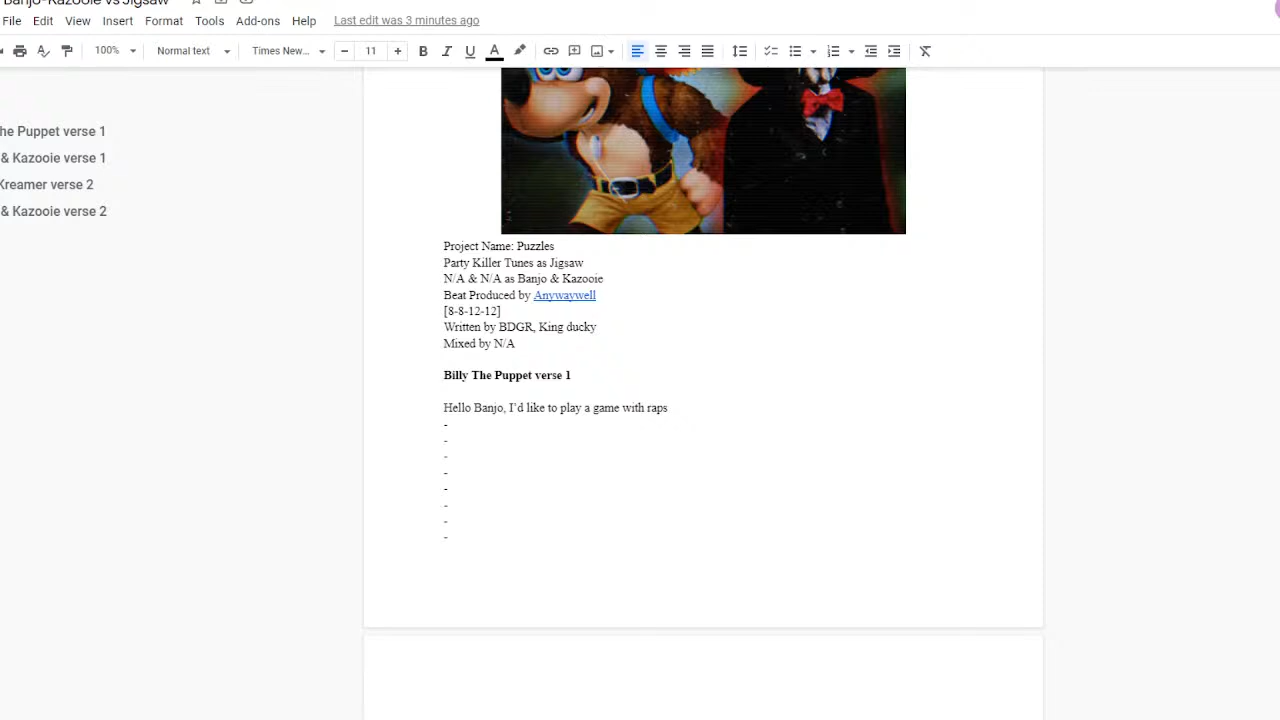 Banjo-Kazooie vs Jigsaw
File Edit View Insert Format Tools Add-ons Help Last edit was 3 minutes ago
100% Normal text Times New... 11 B I U A
he Puppet verse 1
& Kazooie verse 1
Kreamer verse 2
& Kazooie verse 2
Project Name: Puzzles
Party Killer Tunes as Jigsaw
N/A & N/A as Banjo & Kazooie
Beat Produced by Anywaywell
[8-8-12-12]
Written by BDGR, King ducky
Mixed by N/A
Billy The Puppet verse 1
Hello Banjo, I'd like to play a game with raps
-
-
-
-
-
-
-
-